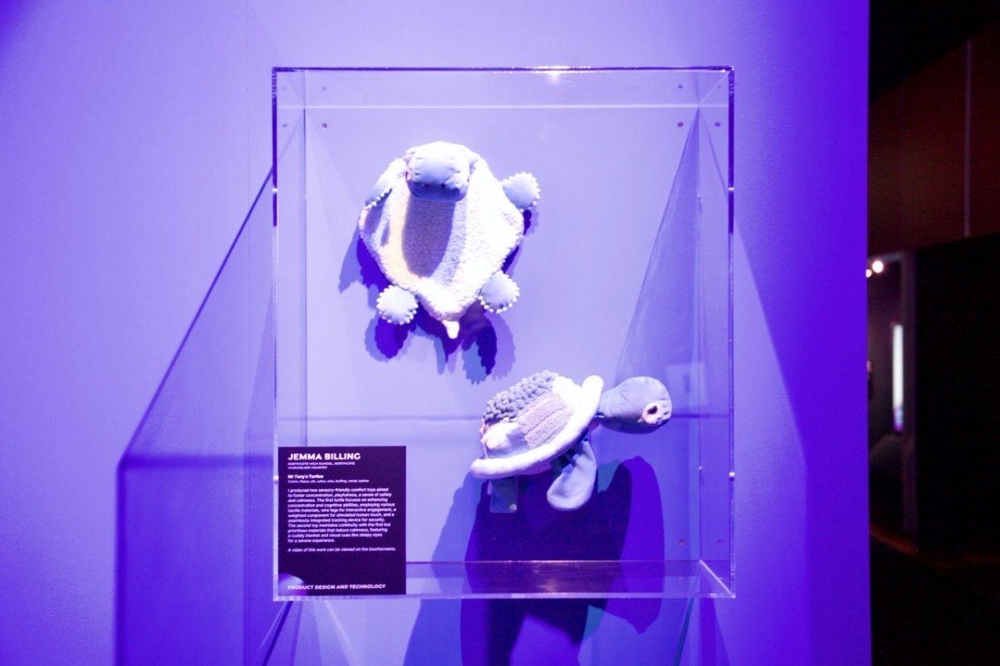 JEMMA BILLING
NORTHCOTE HIGH SCHOOL, NORTHCOTE
WURUNDJERI COUNTRY
Mr Tony's Turtles
Cotton, fleece, silk, calico, wire, stuffing, velvet, leather
I produced two sensory-friendly comfort toys aimed
to foster concentration, playfulness, a sense of safety
and calmness. The first turtle focuses on enhancing
concentration and cognitive abilities, employing various
tactile materials, wire legs for interactive engagement, a
weighted component for simulated human touch, and a
seamlessly integrated tracking device for security.
The second toy maintains continuity with the first but
prioritises materials that induce calmness, featuring
a cuddly blanket and visual cues like sleepy eyes
for a serene experience.
A video of this work can be viewed on the touchscreens.
PRODUCT DESIGN AND TECHNOLOGY